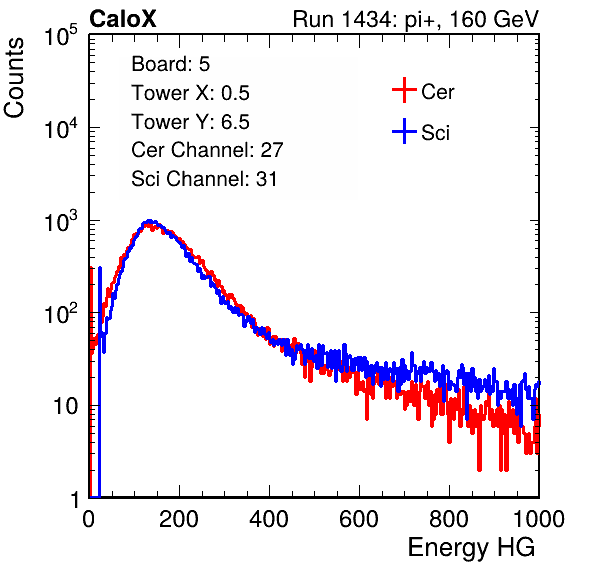 CaloX Run 1434: pi+, 160 GeV
Counts
Board: 5
Tower X: 0.5
Tower Y: 6.5
Cer Channel: 27
Sci Channel: 31
Cer
Sci
10^5
10^4
10^3
10^2
10
1
0 200 400 600 800 1000
Energy HG